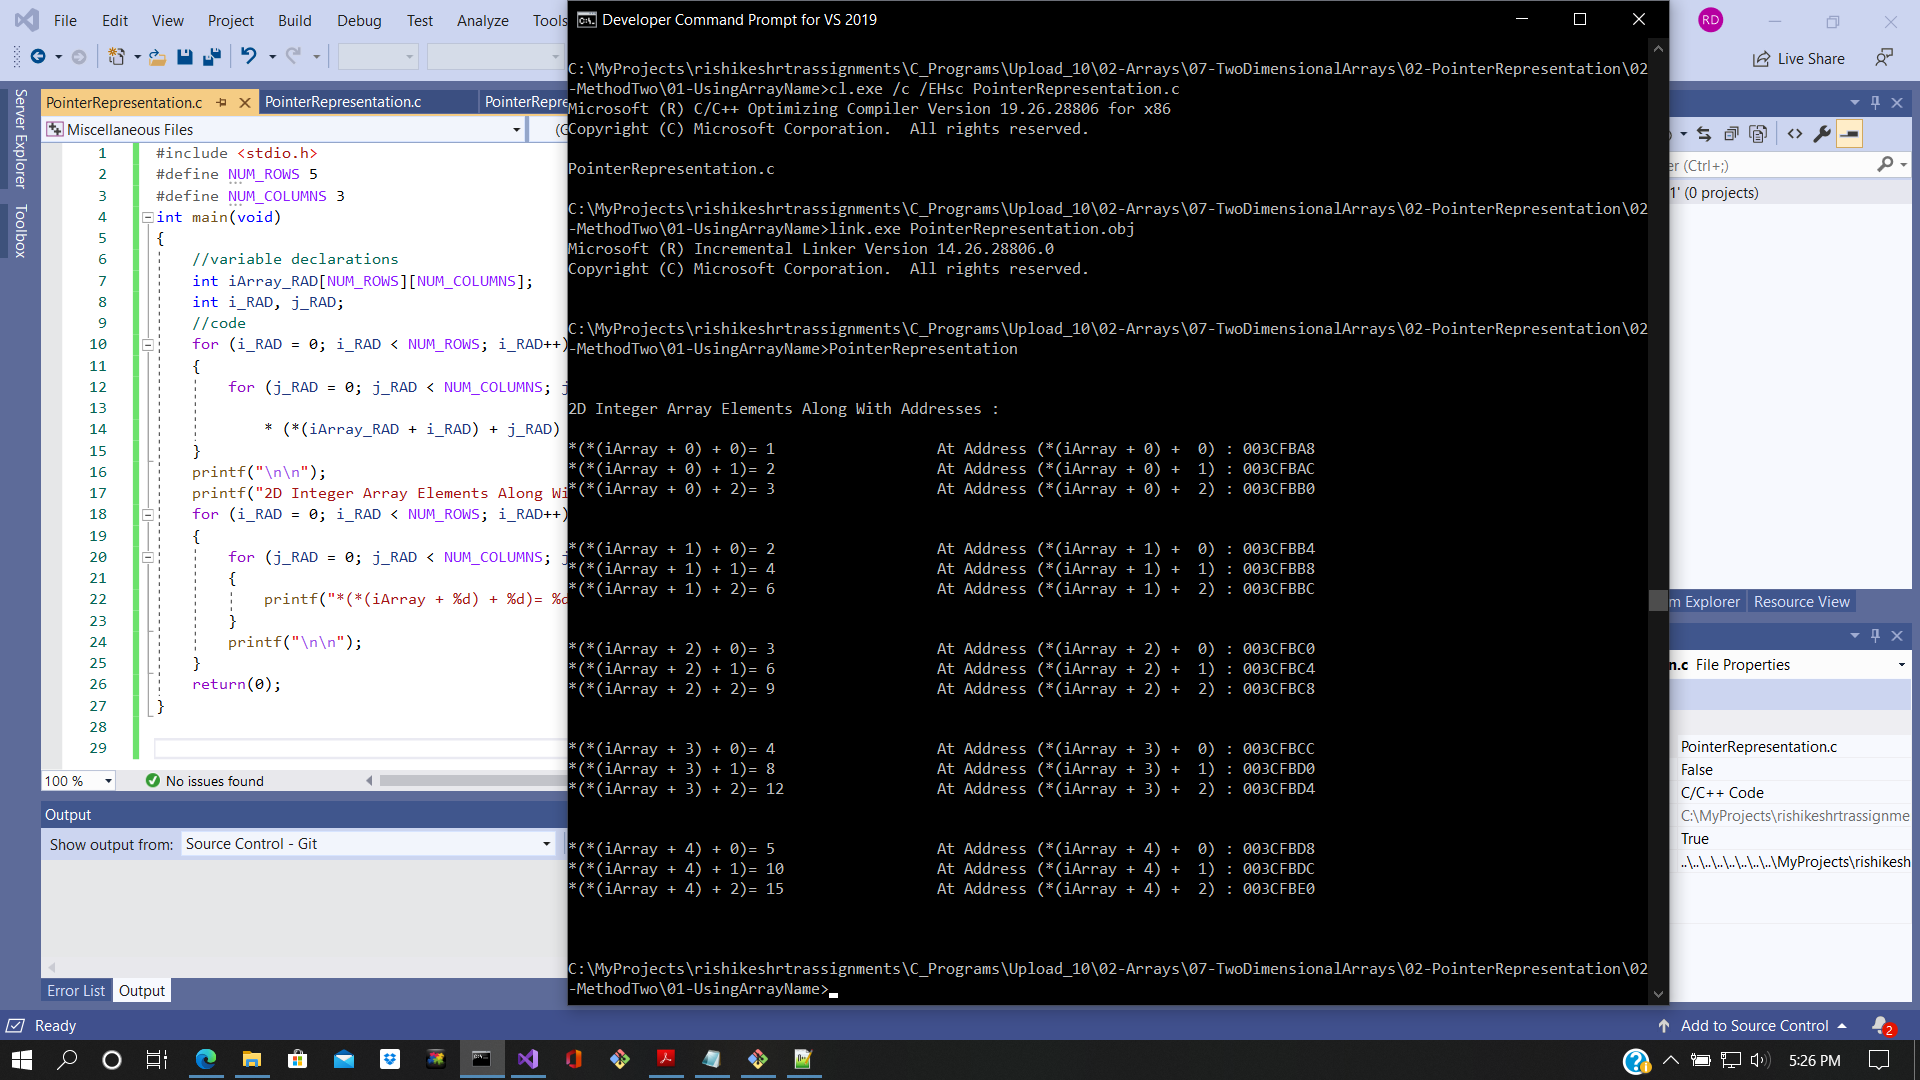 File Edit View Project Build Debug Test Analyze Tools
Developer Command Prompt for VS 2019
RD
Live Share
Server Explorer
Toolbox
PointerRepresentation.c
PointerRepresentation.c
PointerRepre
Miscellaneous Files
1 #include <stdio.h>
2 #define NUM_ROWS 5
3 #define NUM_COLUMNS 3
4 int main(void)
5 {
6 //variable declarations
7 int iArray_RAD[NUM_ROWS][NUM_COLUMNS];
8 int i_RAD, j_RAD;
9 //code
10 for (i_RAD = 0; i_RAD < NUM_ROWS; i_RAD++)
11 {
12 for (j_RAD = 0; j_RAD < NUM_COLUMNS; j
13
14 * (*(iArray_RAD + i_RAD) + j_RAD)
15 }
16 printf("\n\n");
17 printf("2D Integer Array Elements Along Wi
18 for (i_RAD = 0; i_RAD < NUM_ROWS; i_RAD++)
19 {
20 for (j_RAD = 0; j_RAD < NUM_COLUMNS; j
21 {
22 printf("*(*(iArray + %d) + %d)= %d
23 }
24 printf("\n\n");
25 }
26 return(0);
27 }
28
29
100 %
No issues found
Output
Show output from: Source Control - Git
Error List Output
C:\MyProjects\rishikeshrtrassignments\C_Programs\Upload_10\02-Arrays\07-TwoDimensionalArrays\02-PointerRepresentation\02
-MethodTwo\01-UsingArrayName>cl.exe /c /EHsc PointerRepresentation.c
Microsoft (R) C/C++ Optimizing Compiler Version 19.26.28806 for x86
Copyright (C) Microsoft Corporation.  All rights reserved.
PointerRepresentation.c
C:\MyProjects\rishikeshrtrassignments\C_Programs\Upload_10\02-Arrays\07-TwoDimensionalArrays\02-PointerRepresentation\02
-MethodTwo\01-UsingArrayName>link.exe PointerRepresentation.obj
Microsoft (R) Incremental Linker Version 14.26.28806.0
Copyright (C) Microsoft Corporation.  All rights reserved.
C:\MyProjects\rishikeshrtrassignments\C_Programs\Upload_10\02-Arrays\07-TwoDimensionalArrays\02-PointerRepresentation\02
-MethodTwo\01-UsingArrayName>PointerRepresentation
2D Integer Array Elements Along With Addresses :
*(*(iArray + 0) + 0)= 1 At Address (*(iArray + 0) +  0) : 003CFBA8
*(*(iArray + 0) + 1)= 2 At Address (*(iArray + 0) +  1) : 003CFBAC
*(*(iArray + 0) + 2)= 3 At Address (*(iArray + 0) +  2) : 003CFBB0
*(*(iArray + 1) + 0)= 2 At Address (*(iArray + 1) +  0) : 003CFBB4
*(*(iArray + 1) + 1)= 4 At Address (*(iArray + 1) +  1) : 003CFBB8
*(*(iArray + 1) + 2)= 6 At Address (*(iArray + 1) +  2) : 003CFBBC
*(*(iArray + 2) + 0)= 3 At Address (*(iArray + 2) +  0) : 003CFBC0
*(*(iArray + 2) + 1)= 6 At Address (*(iArray + 2) +  1) : 003CFBC4
*(*(iArray + 2) + 2)= 9 At Address (*(iArray + 2) +  2) : 003CFBC8
*(*(iArray + 3) + 0)= 4 At Address (*(iArray + 3) +  0) : 003CFBCC
*(*(iArray + 3) + 1)= 8 At Address (*(iArray + 3) +  1) : 003CFBD0
*(*(iArray + 3) + 2)= 12 At Address (*(iArray + 3) +  2) : 003CFBD4
*(*(iArray + 4) + 0)= 5 At Address (*(iArray + 4) +  0) : 003CFBD8
*(*(iArray + 4) + 1)= 10 At Address (*(iArray + 4) +  1) : 003CFBDC
*(*(iArray + 4) + 2)= 15 At Address (*(iArray + 4) +  2) : 003CFBE0
C:\MyProjects\rishikeshrtrassignments\C_Programs\Upload_10\02-Arrays\07-TwoDimensionalArrays\02-PointerRepresentation\02
-MethodTwo\01-UsingArrayName>
er (Ctrl+;)
1' (0 projects)
m Explorer Resource View
n.c File Properties
PointerRepresentation.c
False
C/C++ Code
C:\MyProjects\rishikeshrtrassignme
True
..\..\..\..\..\..\..\..\MyProjects\rishikesh
Ready
Add to Source Control
2
5:26 PM